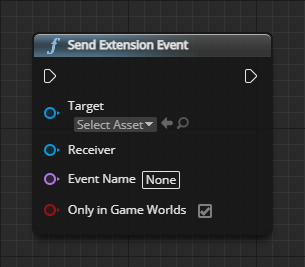 Send Extension Event
Target
Select Asset
Receiver
Event Name None
Only in Game Worlds